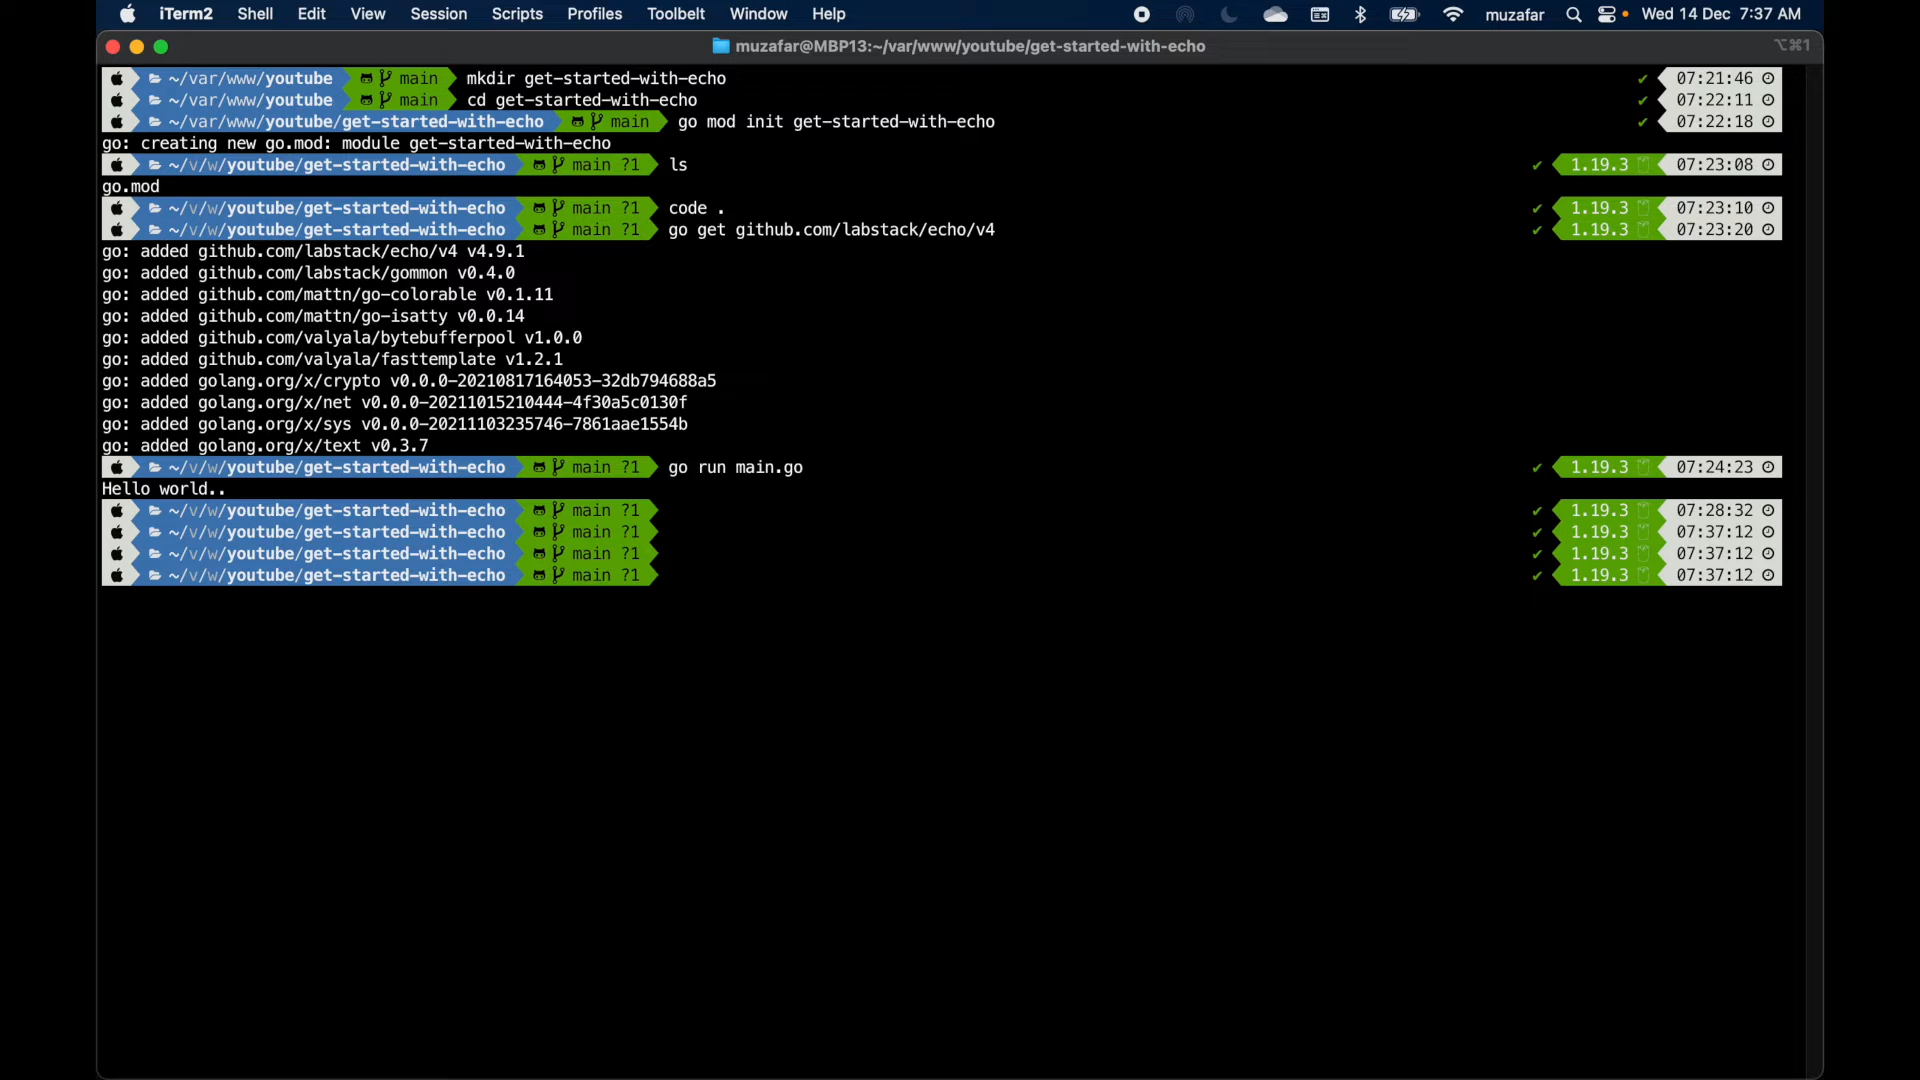 iTerm2 Shell Edit View Session Scripts Profiles Toolbelt Window Help muzafar Wed 14 Dec 7:37 AM
muzafar@MBP13:~/var/www/youtube/get-started-with-echo ⌥⌘1
~/var/www/youtube main mkdir get-started-with-echo ✔ 07:21:46
~/var/www/youtube main cd get-started-with-echo ✔ 07:22:11
~/var/www/youtube/get-started-with-echo main go mod init get-started-with-echo ✔ 07:22:18
go: creating new go.mod: module get-started-with-echo
~/v/w/youtube/get-started-with-echo main ?1 ls ✔ 1.19.3 07:23:08
go.mod
~/v/w/youtube/get-started-with-echo main ?1 code . ✔ 1.19.3 07:23:10
~/v/w/youtube/get-started-with-echo main ?1 go get github.com/labstack/echo/v4 ✔ 1.19.3 07:23:20
go: added github.com/labstack/echo/v4 v4.9.1
go: added github.com/labstack/gommon v0.4.0
go: added github.com/mattn/go-colorable v0.1.11
go: added github.com/mattn/go-isatty v0.0.14
go: added github.com/valyala/bytebufferpool v1.0.0
go: added github.com/valyala/fasttemplate v1.2.1
go: added golang.org/x/crypto v0.0.0-20210817164053-32db794688a5
go: added golang.org/x/net v0.0.0-20211015210444-4f30a5c0130f
go: added golang.org/x/sys v0.0.0-20211103235746-7861aae1554b
go: added golang.org/x/text v0.3.7
~/v/w/youtube/get-started-with-echo main ?1 go run main.go ✔ 1.19.3 07:24:23
Hello world..
~/v/w/youtube/get-started-with-echo main ?1 ✔ 1.19.3 07:28:32
~/v/w/youtube/get-started-with-echo main ?1 ✔ 1.19.3 07:37:12
~/v/w/youtube/get-started-with-echo main ?1 ✔ 1.19.3 07:37:12
~/v/w/youtube/get-started-with-echo main ?1 ✔ 1.19.3 07:37:12